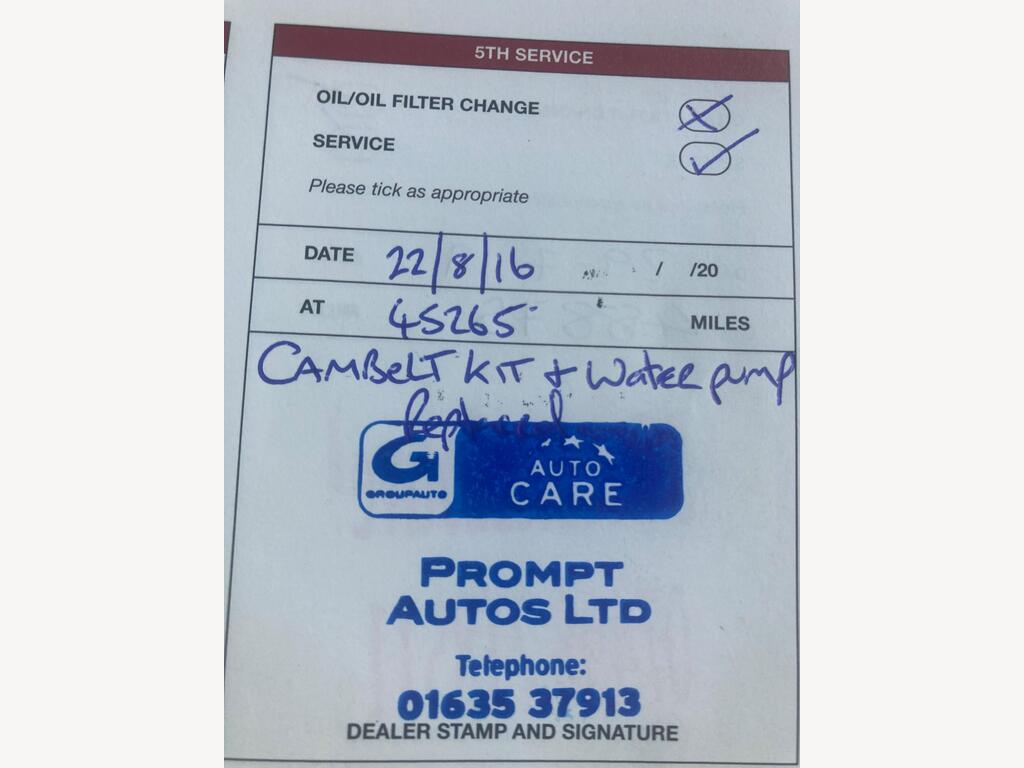 5TH SERVICE
OIL/OIL FILTER CHANGE
SERVICE
Please tick as appropriate
DATE 22/8/16 / /20
AT 45265 MILES
CAMBELT KIT + Water pump
Replaced
G
GROUPAUTO
AUTO
CARE
PROMPT
AUTOS LTD
Telephone:
01635 37913
DEALER STAMP AND SIGNATURE